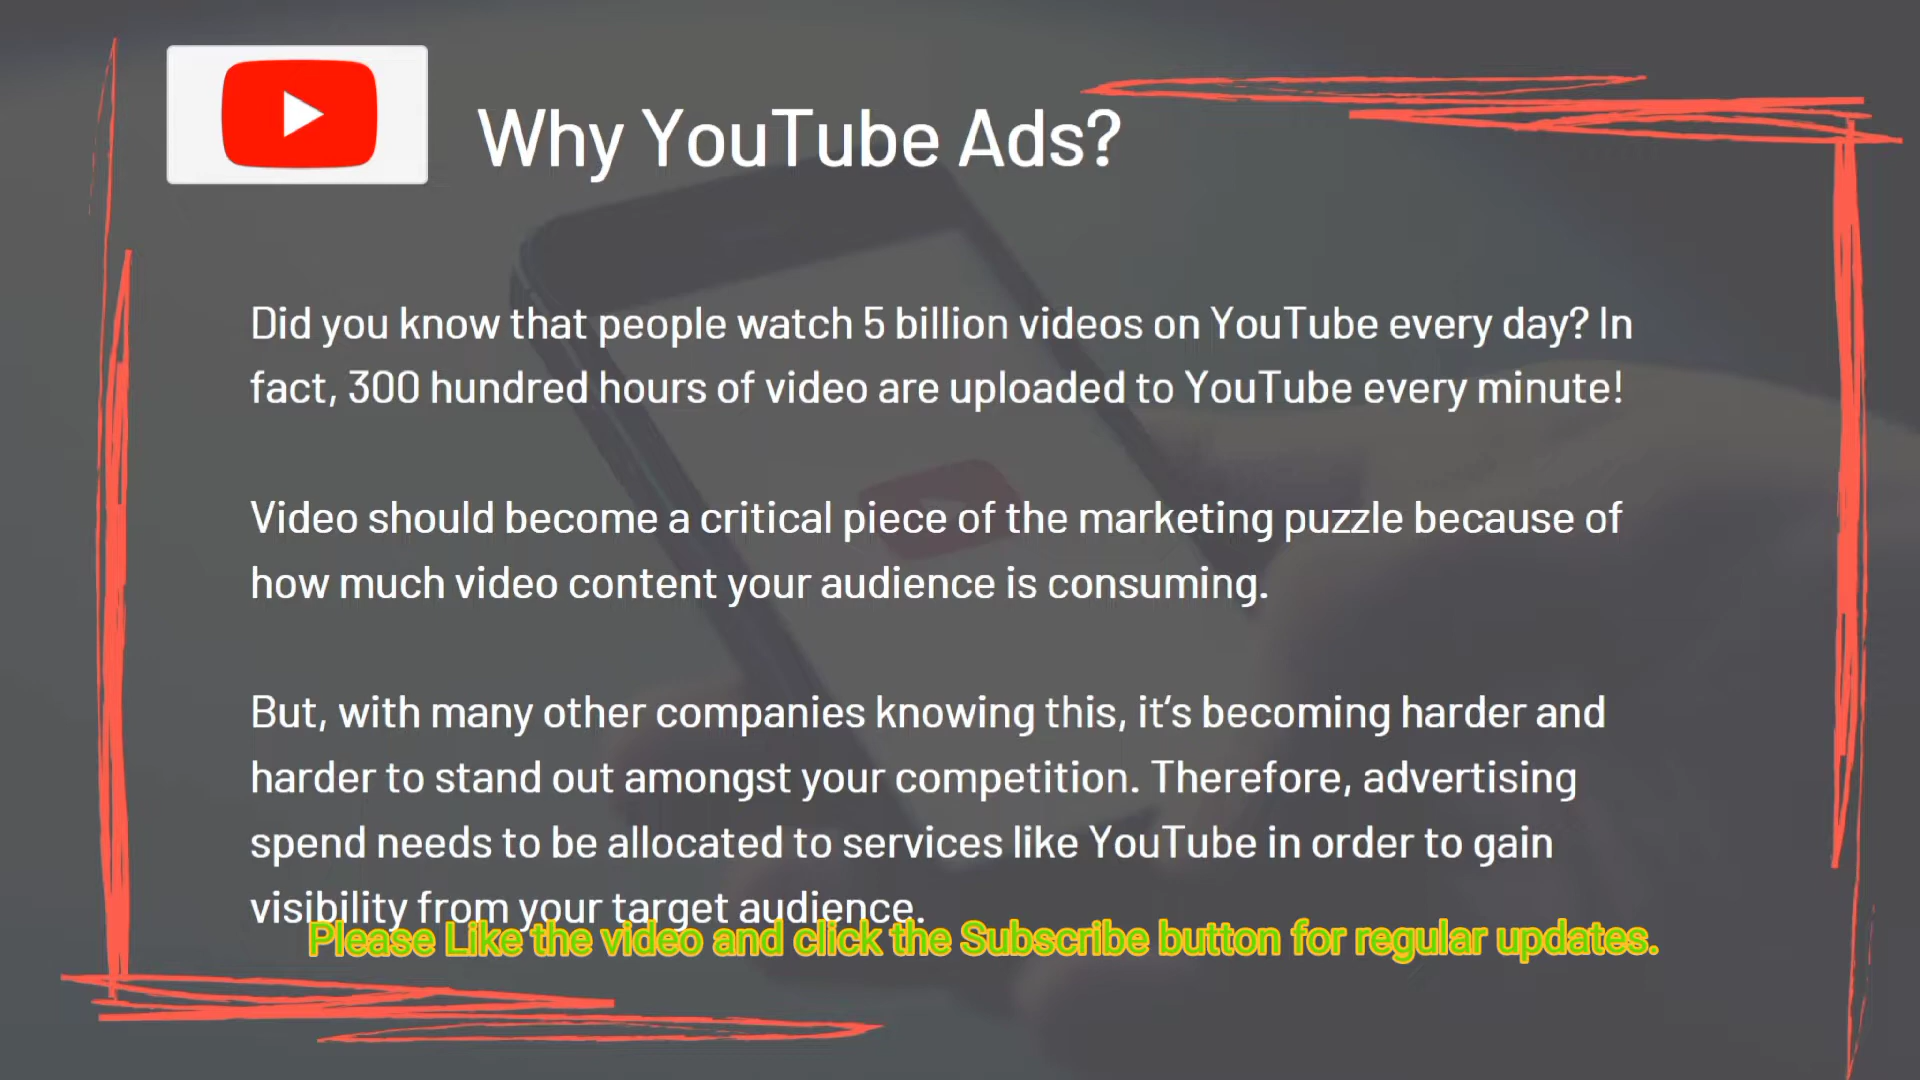 Why YouTube Ads?
Did you know that people watch 5 billion videos on YouTube every day? In
fact, 300 hundred hours of video are uploaded to YouTube every minute!
Video should become a critical piece of the marketing puzzle because of
how much video content your audience is consuming.
But, with many other companies knowing this, it’s becoming harder and
harder to stand out amongst your competition. Therefore, advertising
spend needs to be allocated to services like YouTube in order to gain
visibility from your target audience.
Please Like the video and click the Subscribe button for regular updates.